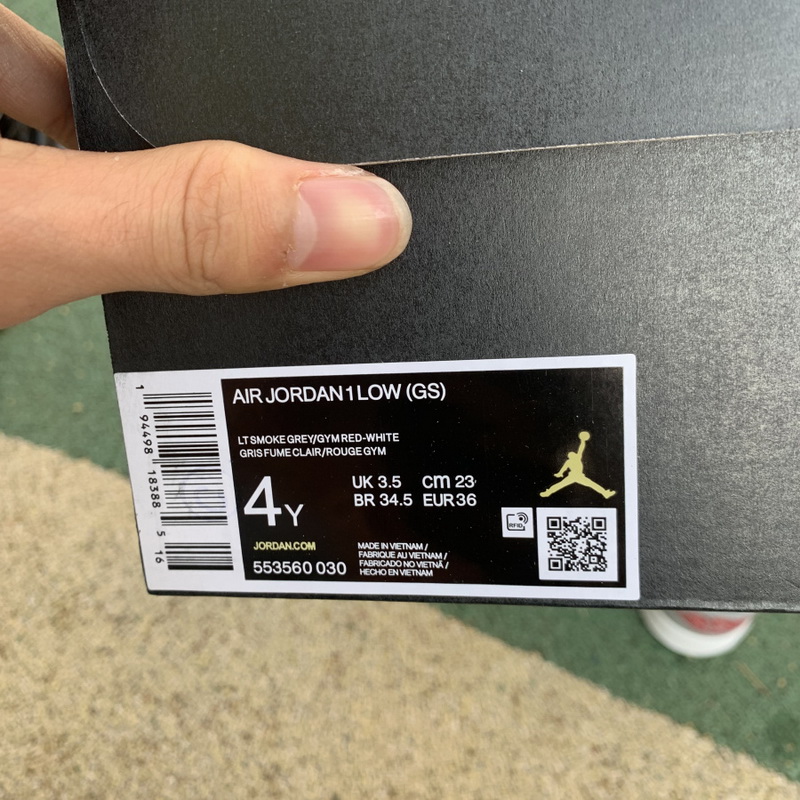 AIR JORDAN 1 LOW (GS)
LT SMOKE GREY/GYM RED-WHITE
GRIS FUME CLAIR/ROUGE GYM
4Y
UK 3.5 cm 23
BR 34.5 EUR 36
RFID
JORDAN.COM
553560 030
MADE IN VIETNAM /
FABRIQUE AU VIETNAM /
FABRICADO NO VIETNÃ /
HECHO EN VIETNAM
1 94498 18388 5 16